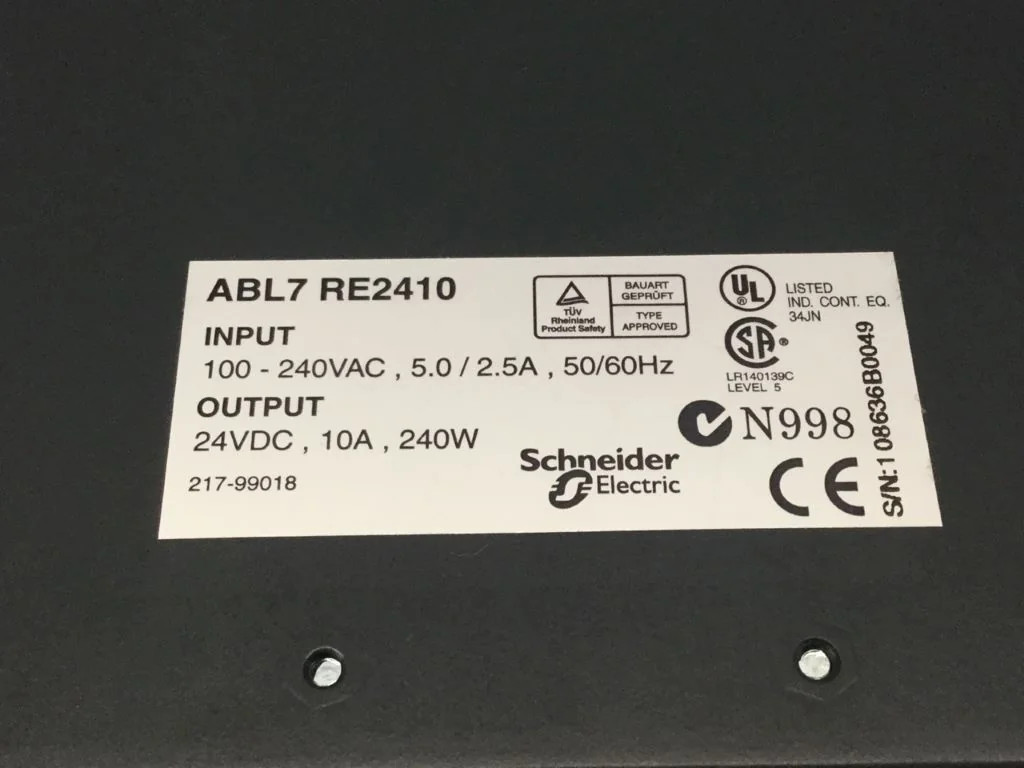 ABL7 RE2410
INPUT
100 - 240VAC , 5.0 / 2.5A , 50/60Hz
OUTPUT
24VDC , 10A , 240W
217-99018
TÜV
Rheinland
Product Safety
BAUART
GEPRÜFT
TYPE
APPROVED
UL
®
LISTED
IND. CONT. EQ.
34JN
SA®
LR140139C
LEVEL 5
N998
Schneider
Electric
CE
S/N:108636B0049